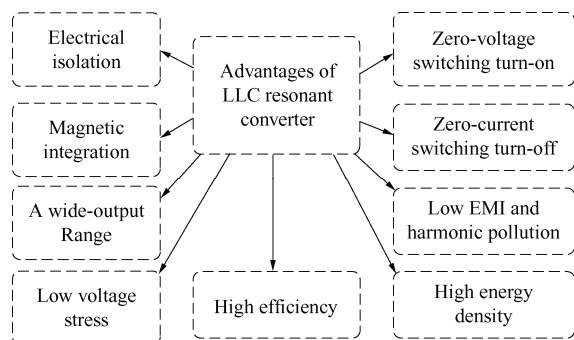 Electrical
isolation
Advantages of
LLC resonant
converter
Zero-voltage
switching turn-on
Magnetic
integration
Zero-current
switching turn-off
A wide-output
Range
Low EMI and
harmonic pollution
Low voltage
stress
High efficiency
High energy
density